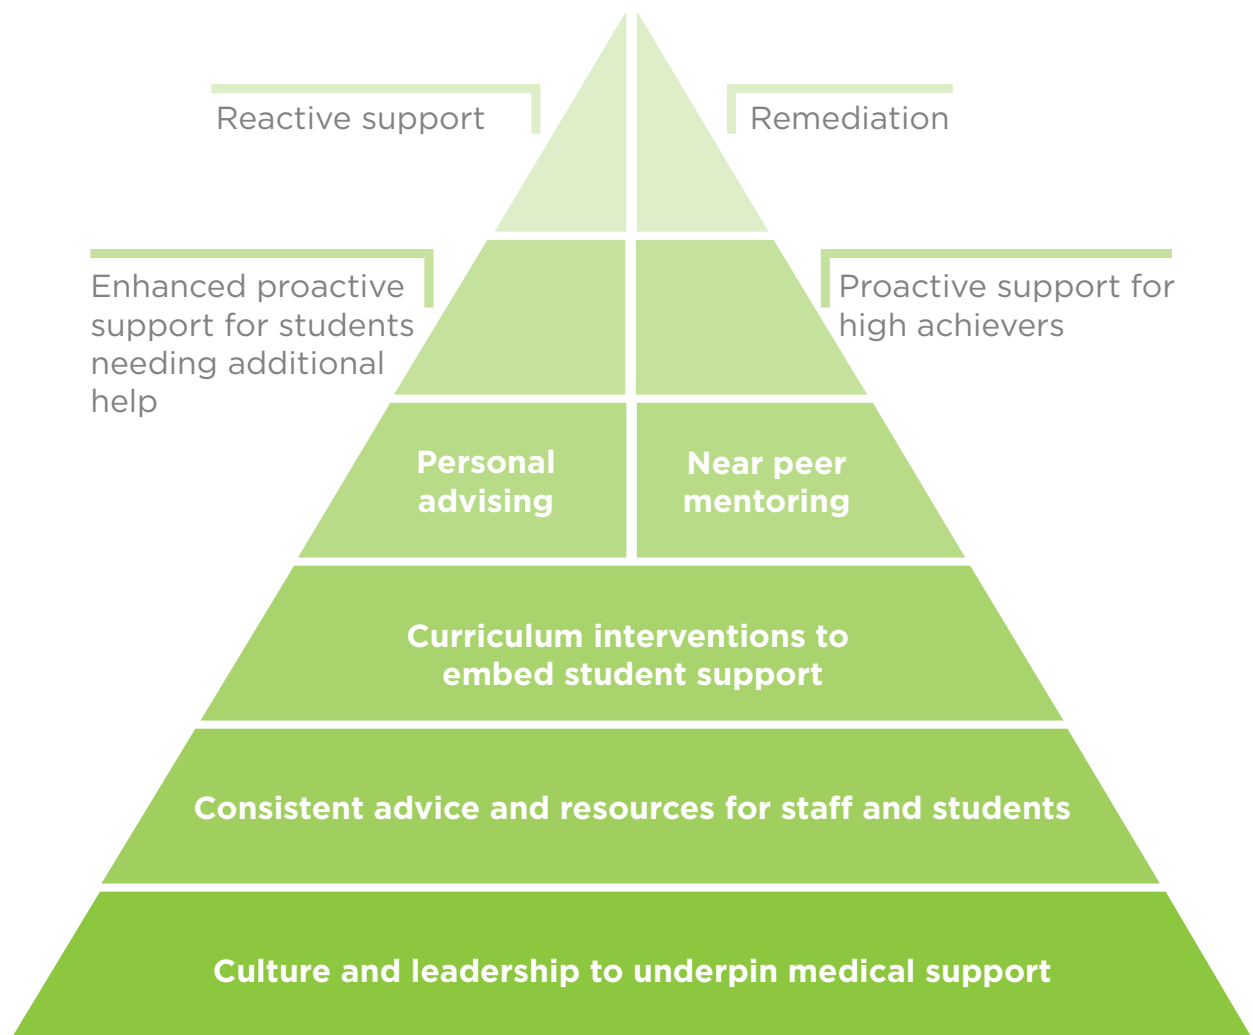 Reactive support
Remediation
Enhanced proactive
support for students
needing additional
help
Proactive support for
high achievers
Personal
advising
Near peer
mentoring
Curriculum interventions to
embed student support
Consistent advice and resources for staff and students
Culture and leadership to underpin medical support